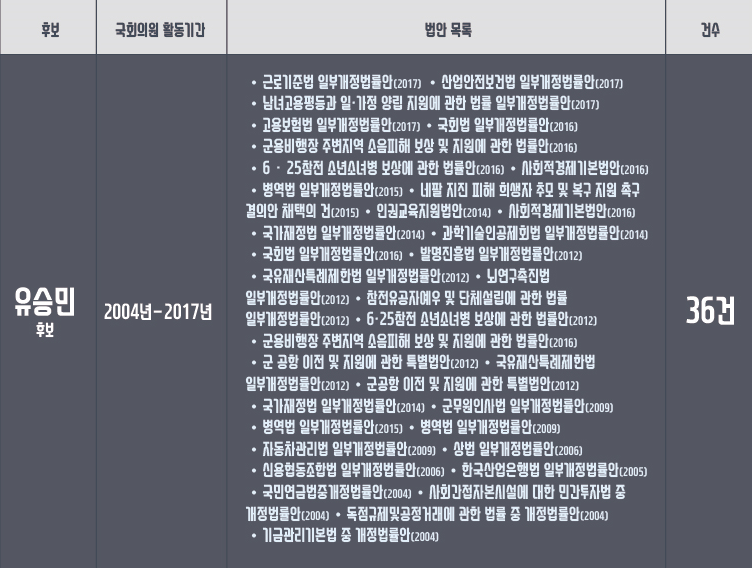 후보 국회의원 활동기간 법안 목록 건수
• 근로기준법 일부개정법률안(2017) • 산업안전보건법 일부개정법률안(2017)
• 남녀고용평등과 일·가정 양립 지원에 관한 법률 일부개정법률안(2017)
• 고용보험법 일부개정법률안(2017) • 국회법 일부개정법률안(2016)
• 군용비행장 주변지역 소음피해 보상 및 지원에 관한 법률안(2016)
• 6 · 25참전 소년소녀병 보상에 관한 법률안(2016) • 사회적경제기본법안(2016)
• 병역법 일부개정법률안(2015) • 네팔 지진 피해 희생자 추모 및 복구 지원 촉구
결의안 채택의 건(2015) • 인권교육지원법안(2014) • 사회적경제기본법안(2016)
• 국가재정법 일부개정법률안(2014) • 과학기술인공제회법 일부개정법률안(2014)
• 국회법 일부개정법률안(2016) • 발명진흥법 일부개정법률안(2012)
• 국유재산특례제한법 일부개정법률안(2012) • 뇌연구촉진법
일부개정법률안(2012) • 참전유공자예우 및 단체설립에 관한 법률
일부개정법률안(2012) • 6·25참전 소년소녀병 보상에 관한 법률안(2012)
• 군용비행장 주변지역 소음피해 보상 및 지원에 관한 법률안(2016)
• 군 공항 이전 및 지원에 관한 특별법안(2012) • 국유재산특례제한법
일부개정법률안(2012) • 군공항 이전 및 지원에 관한 특별법안(2012)
• 국가재정법 일부개정법률안(2014) • 군무원인사법 일부개정법률안(2009)
• 병역법 일부개정법률안(2015) • 병역법 일부개정법률안(2009)
• 자동차관리법 일부개정법률안(2009) • 상법 일부개정법률안(2006)
• 신용협동조합법 일부개정법률안(2006) • 한국산업은행법 일부개정법률안(2005)
• 국민연금법중개정법률안(2004) • 사회간접자본시설에 대한 민간투자법 중
개정법률안(2004) • 독점규제및공정거래에 관한 법률 중 개정법률안(2004)
• 기금관리기본법 중 개정법률안(2004)
유승민
후보
2004년-2017년
36건